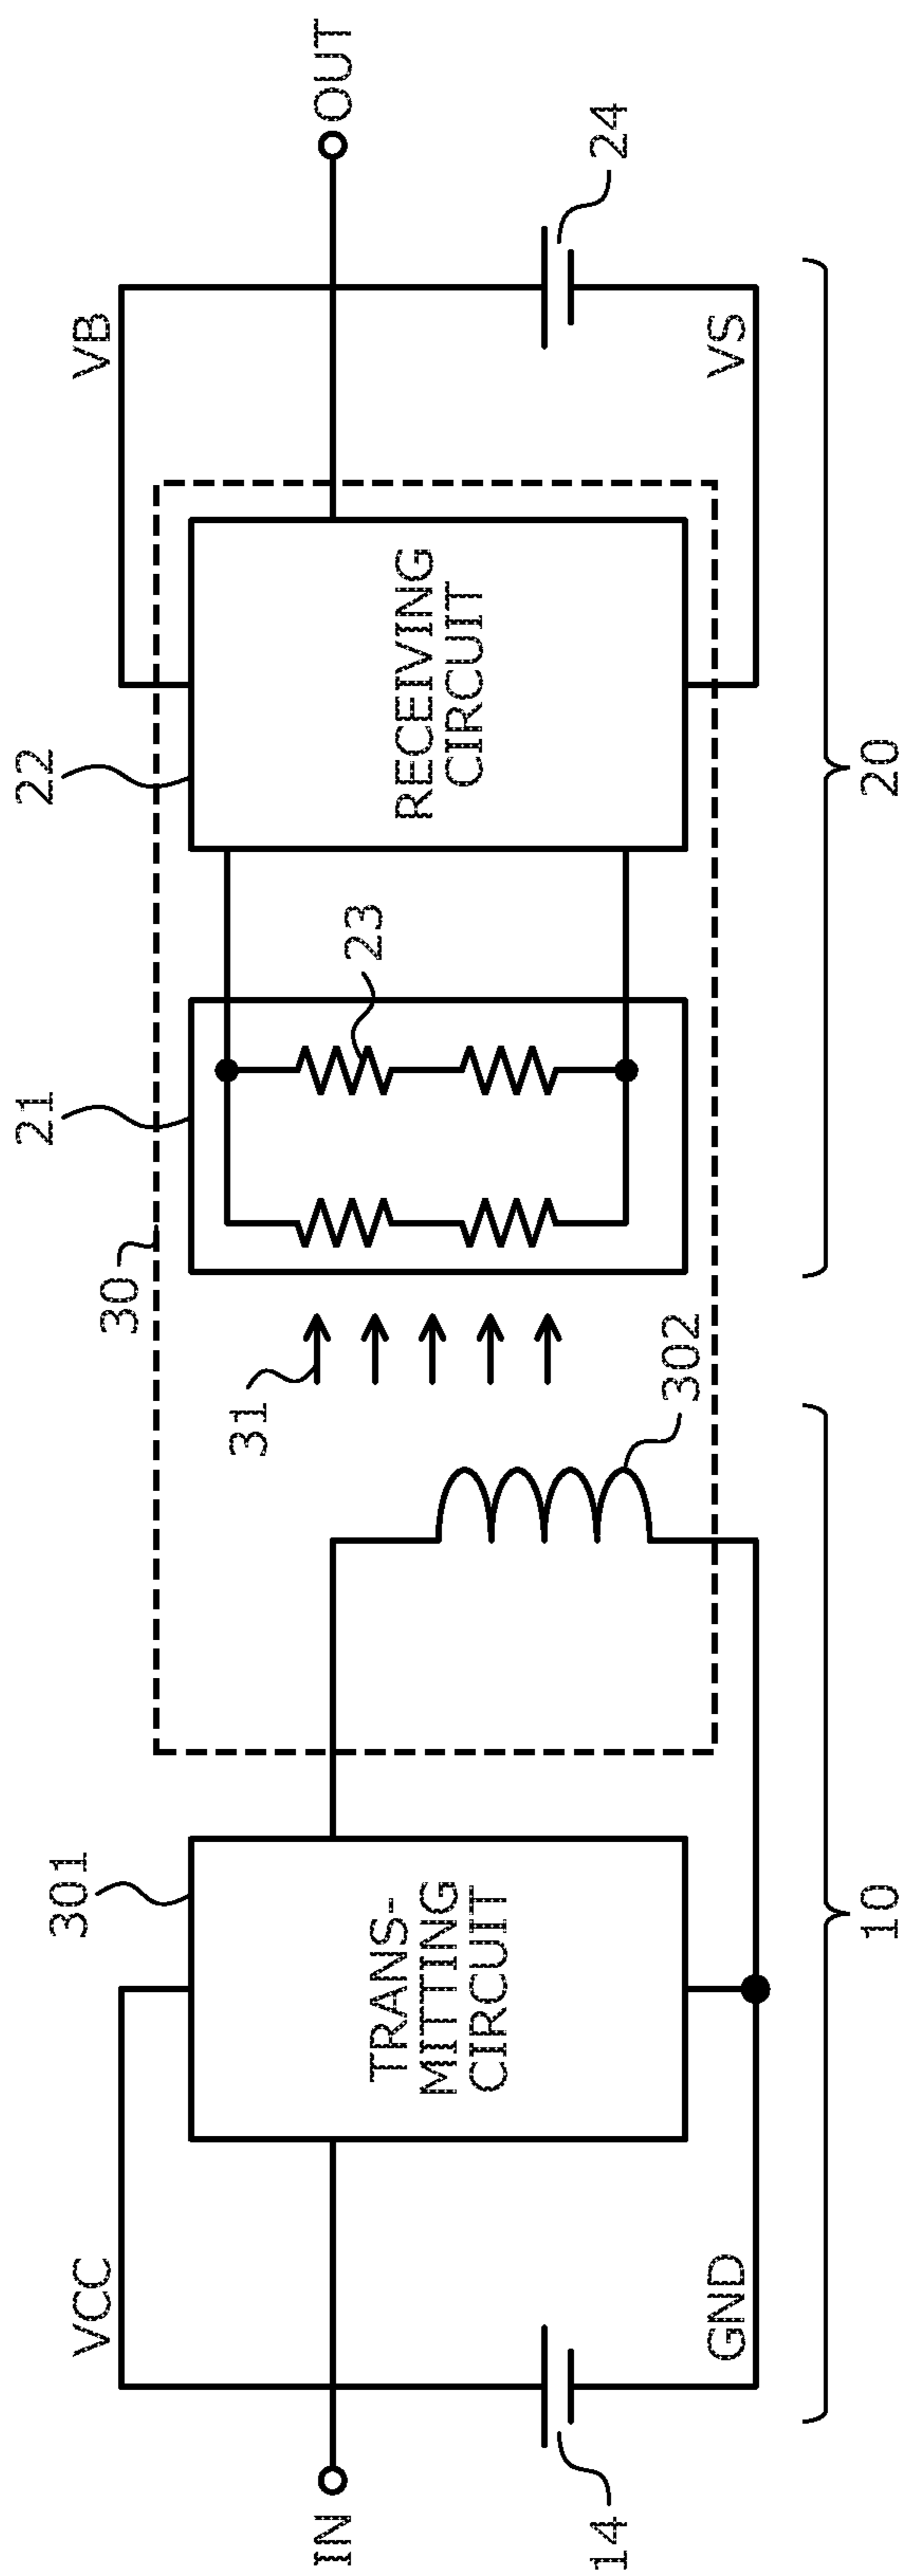 VCC
301
30
21
22
VB
IN
TRANS-
MITTING
CIRCUIT
31
23
RECEIVING
CIRCUIT
OUT
14
GND
302
VS
24
10
20